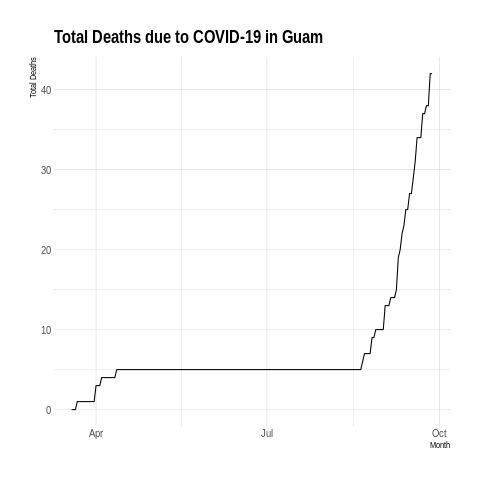 Total Deaths due to COVID-19 in Guam
Total Deaths
40
30
20
10
0
Apr
Jul
Oct
Month